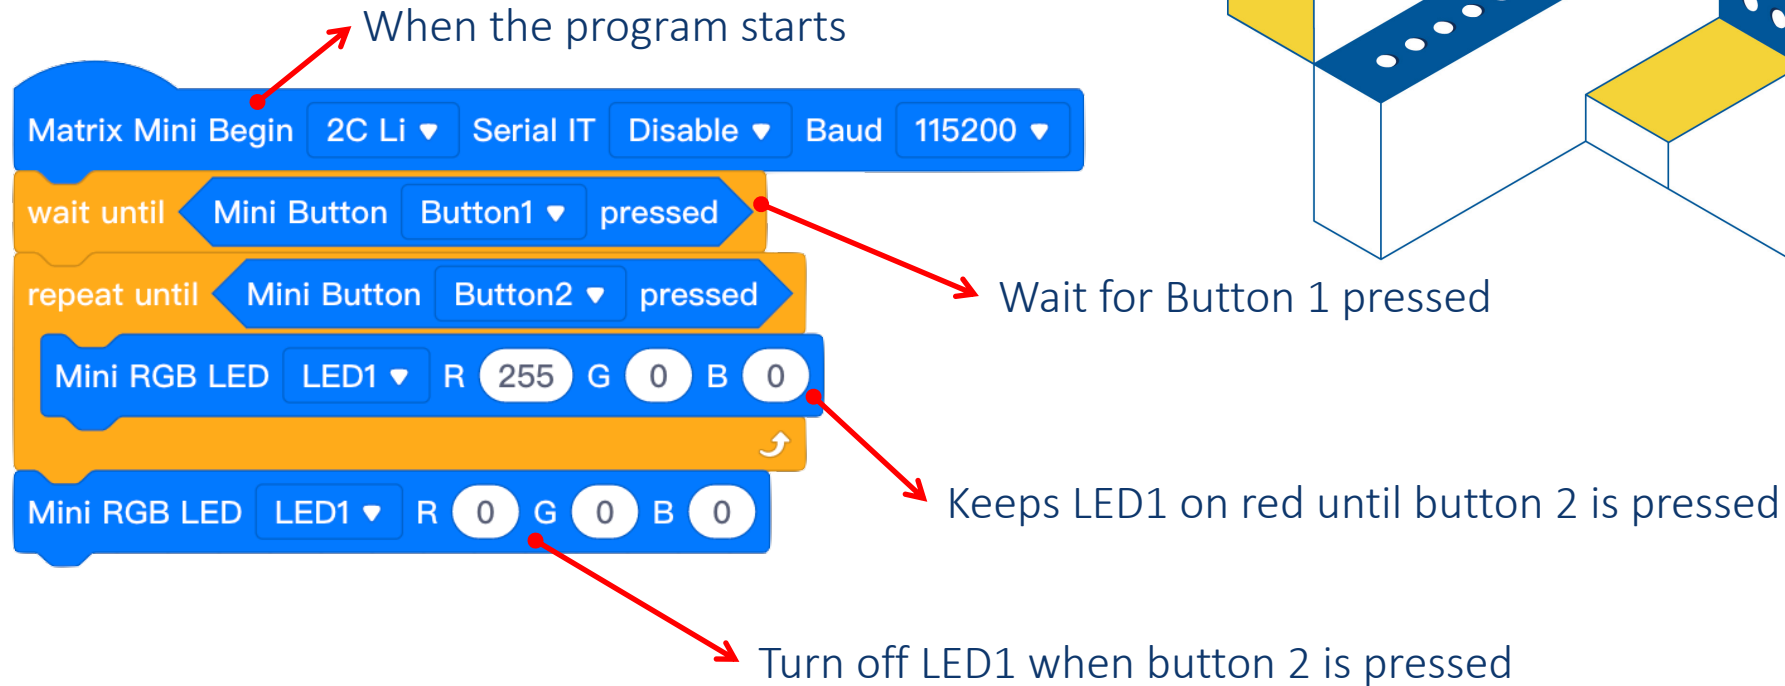 When the program starts
Matrix Mini Begin 2C Li Serial IT Disable Baud 115200
wait until Mini Button Button1 pressed
repeat until Mini Button Button2 pressed
Wait for Button 1 pressed
Mini RGB LED LED1 R 255 G 0 B 0
Keeps LED1 on red until button 2 is pressed
Mini RGB LED LED1 R 0 G 0 B 0
Turn off LED1 when button 2 is pressed